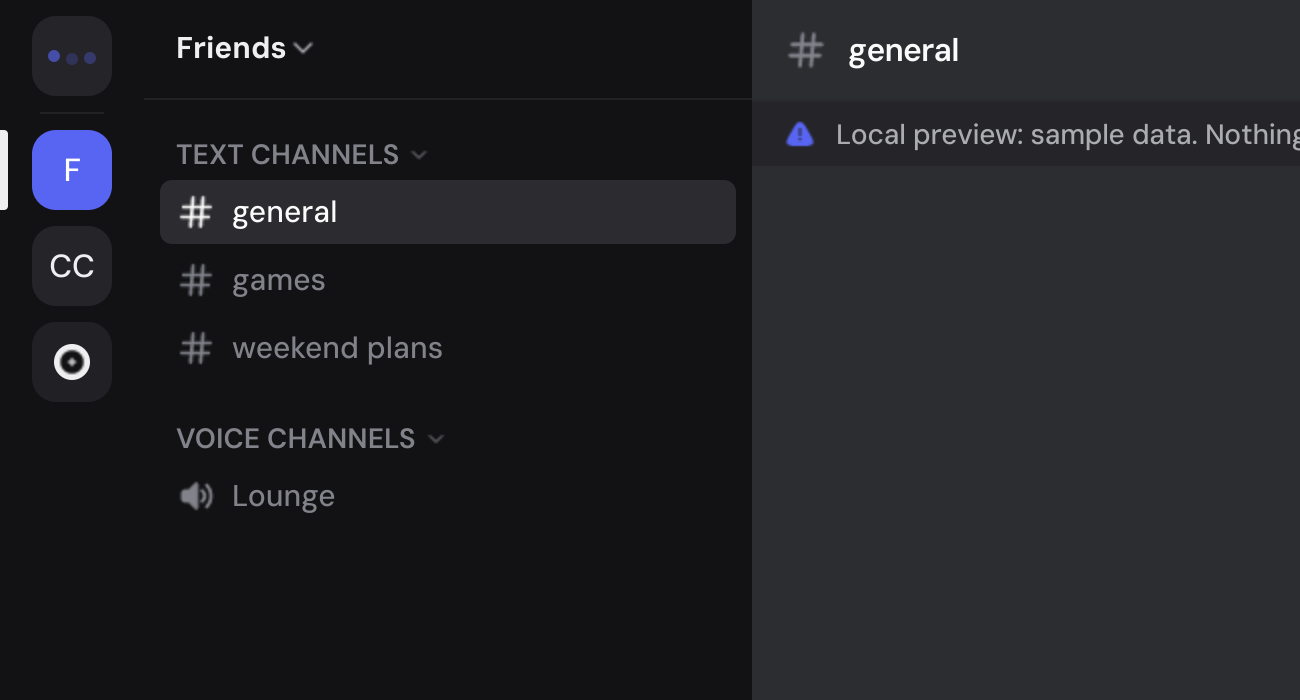 Friends
general
Local preview: sample data. Nothing
F
CC
TEXT CHANNELS
general
games
weekend plans
VOICE CHANNELS
Lounge